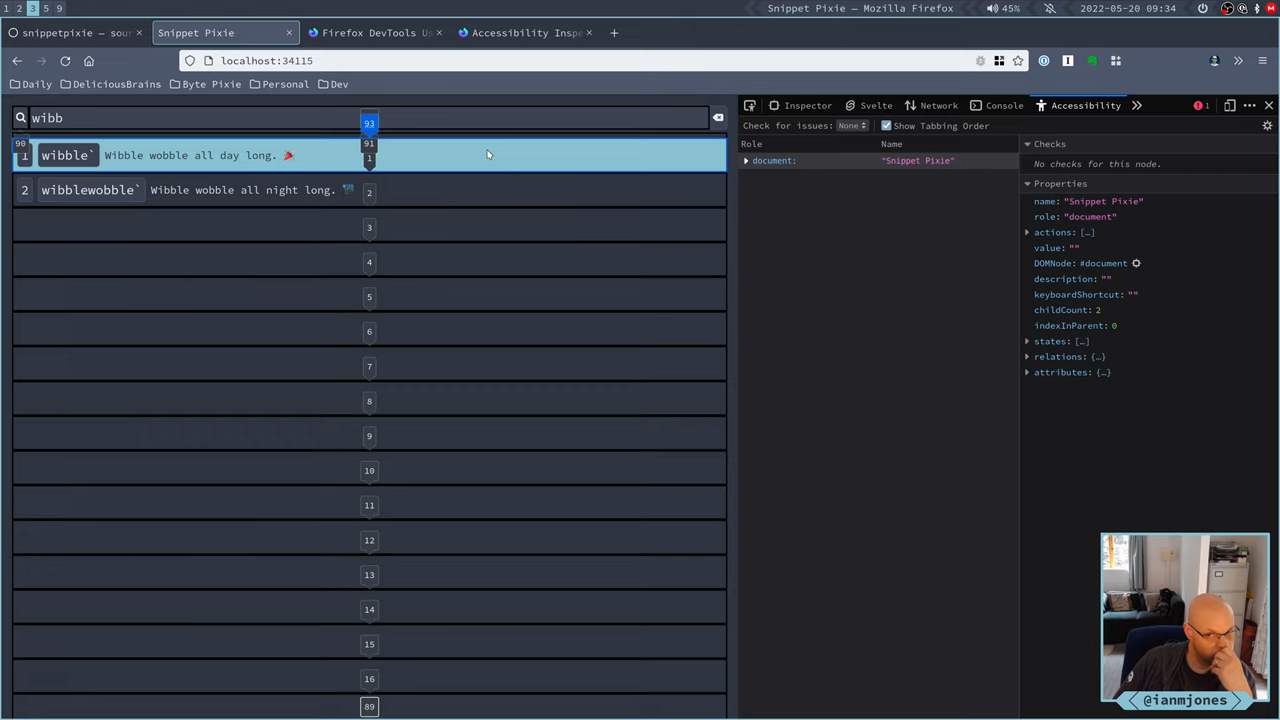 1 2 3 5 9
Snippet Pixie — Mozilla Firefox
45%
2022-05-20 09:34
snippetpixie — sour
Snippet Pixie
Firefox DevTools Us
Accessibility Inspe
localhost:34115
Daily
DeliciousBrains
Byte Pixie
Personal
Dev
wibb
93
90
91
1 wibble` Wibble wobble all day long.
1
2 wibblewobble` Wibble wobble all night long.
2
3
4
5
6
7
8
9
10
11
12
13
14
15
16
89
Inspector
Svelte
Network
Console
Accessibility
1
Check for issues: None
Show Tabbing Order
Role
Name
document:
"Snippet Pixie"
Checks
No checks for this node.
Properties
name: "Snippet Pixie"
role: "document"
actions: […]
value: ""
DOMNode: #document
description: ""
keyboardShortcut: ""
childCount: 2
indexInParent: 0
states: […]
relations: {…}
attributes: {…}
@ianmjones